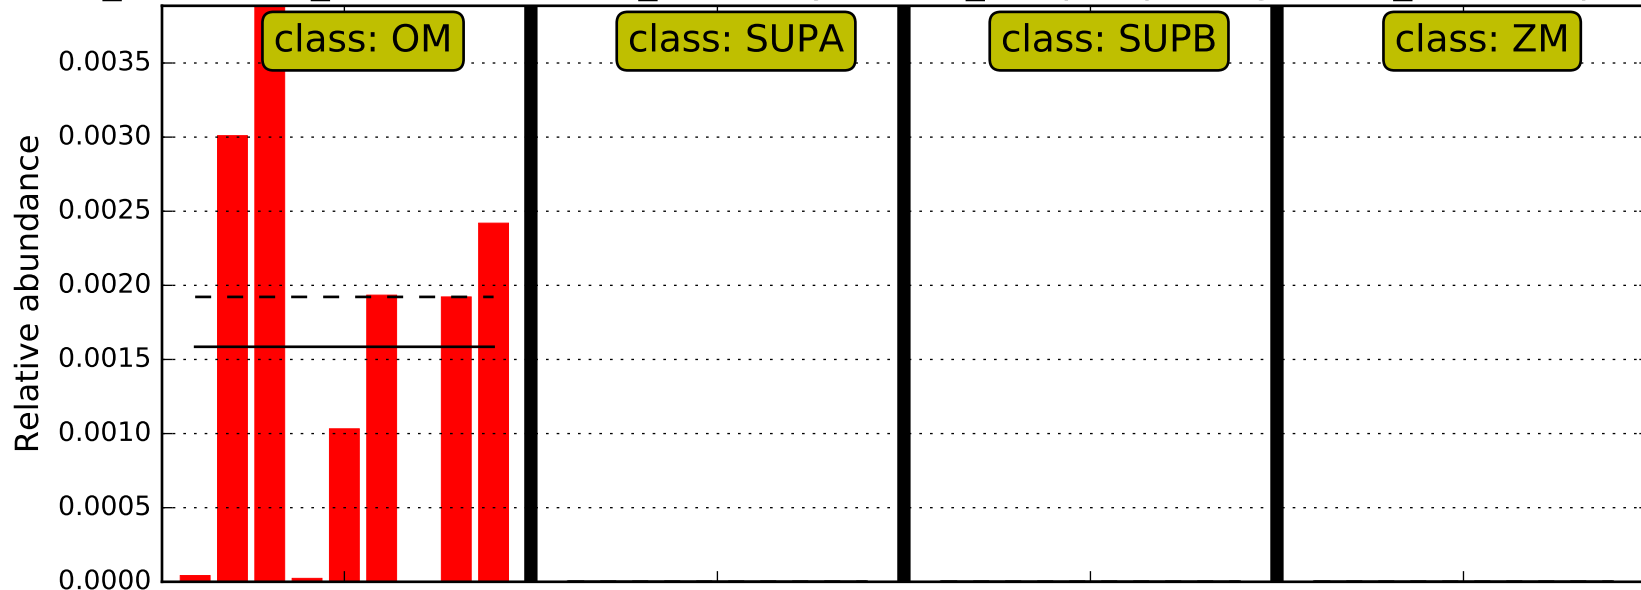 class: OM
class: SUPA
class: SUPB
class: ZM
Relative abundance
0.0035
0.0030
0.0025
0.0020
0.0015
0.0010
0.0005
0.0000